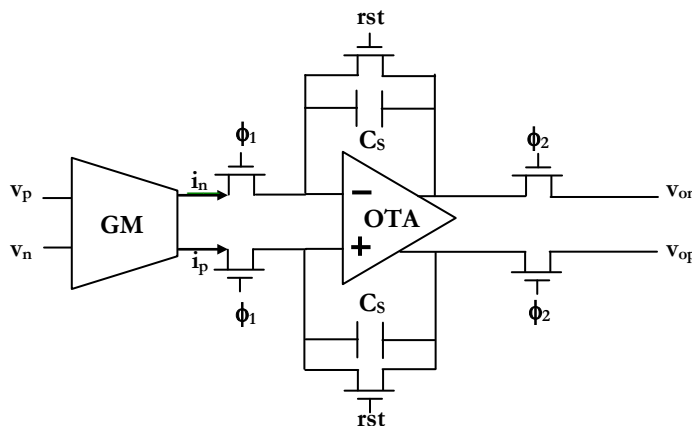 rst
Cs
ϕ1
ϕ2
vp
in
von
GM
OTA
vn
ip
vop
ϕ1
Cs
ϕ2
rst